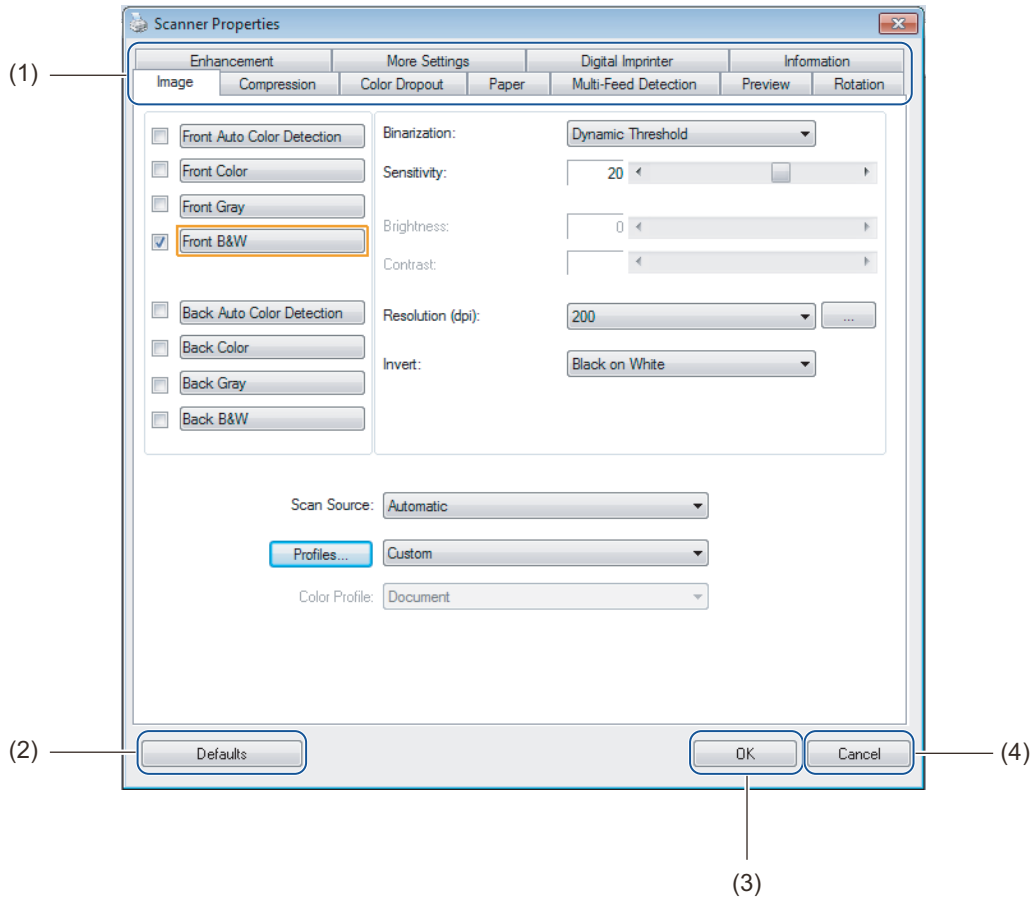 Scanner Properties
(1)
Enhancement More Settings Digital Imprinter Information
Image Compression Color Dropout Paper Multi-Feed Detection Preview Rotation
Front Auto Color Detection Binarization: Dynamic Threshold
Front Color Sensitivity: 20
Front Gray
Brightness: 0
Front B&W
Contrast:
Back Auto Color Detection Resolution (dpi): 200 ...
Back Color
Invert: Black on White
Back Gray
Back B&W
Scan Source: Automatic
Profiles... Custom
Color Profile: Document
(2) Defaults OK Cancel (4)
(3)